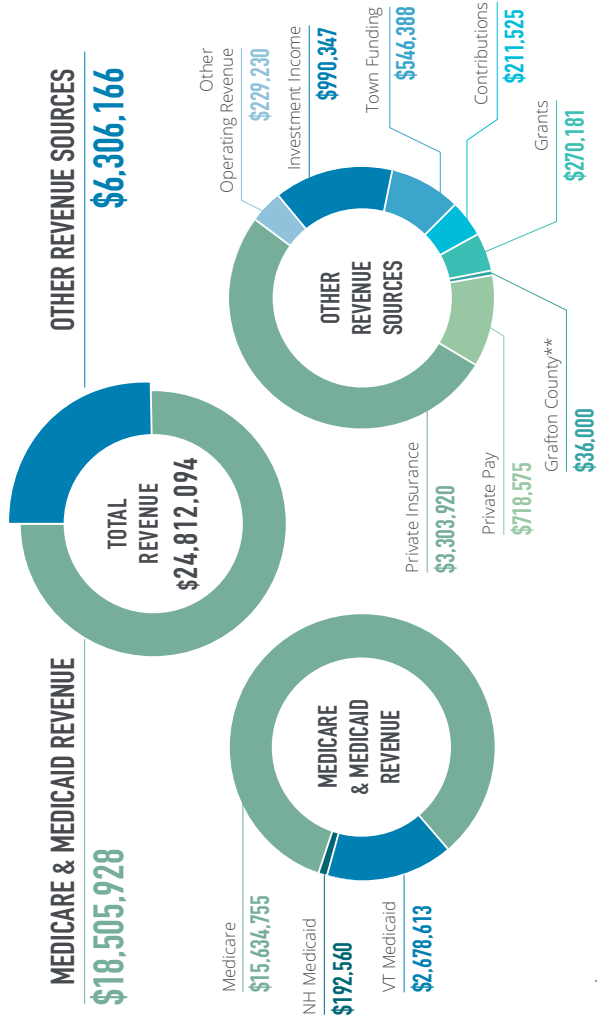 MEDICARE & MEDICAID REVENUE
$18,505,928
OTHER REVENUE SOURCES
$6,306,166
TOTAL
REVENUE
$24,812,094
Medicare
$15,634,755
NH Medicaid
$192,560
VT Medicaid
$2,678,613
MEDICARE
& MEDICAID
REVENUE
Private Insurance
$3,303,920
Private Pay
$718,575
Grafton County**
$36,000
OTHER
REVENUE
SOURCES
Other
Operating Revenue
$229,230
Investment Income
$990,347
Town Funding
$546,388
Contributions
$211,525
Grants
$270,181